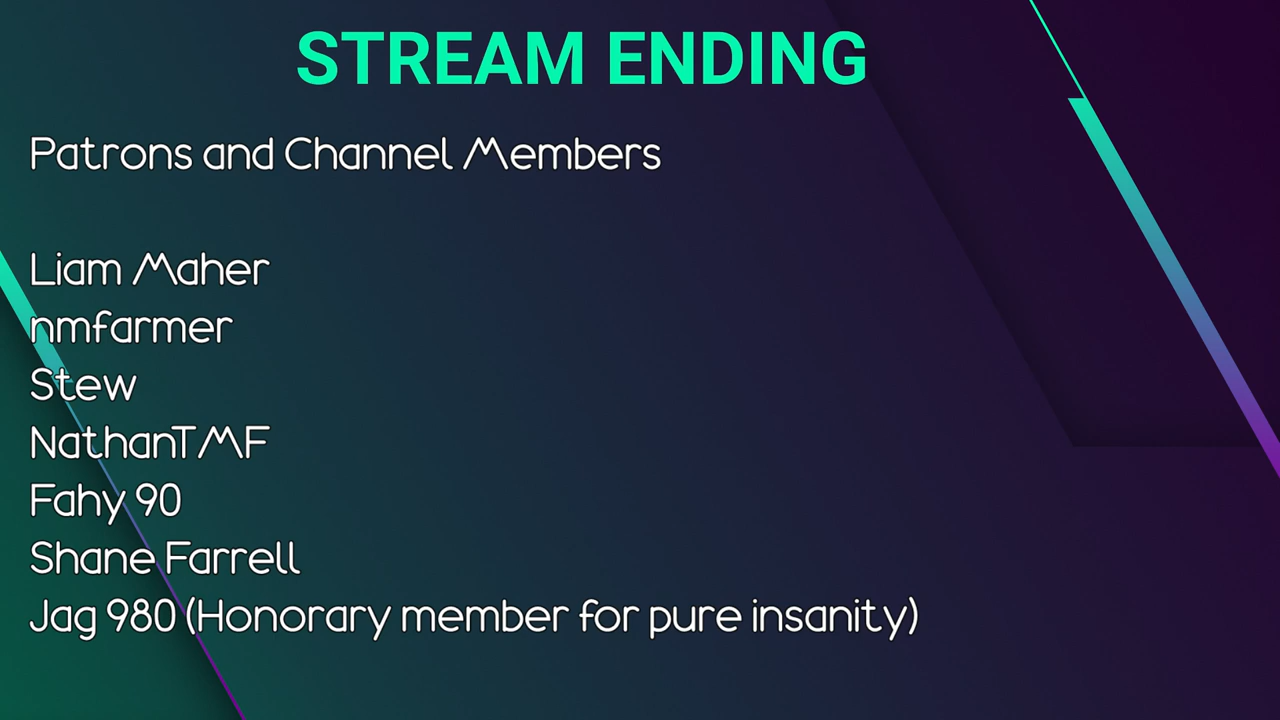 STREAM ENDING
Patrons and Channel Members
Liam Maher
nmfarmer
Stew
NathanTMF
Fahy 90
Shane Farrell
Jag 980 (Honorary member for pure insanity)